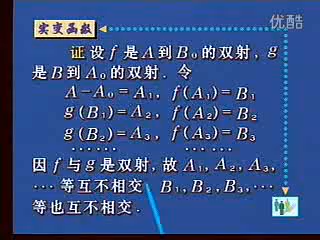 优酷
实变函数
证 设 f 是 A 到 B₀ 的双射, g
是 B 到 A₀ 的双射. 令
A-A₀=A₁, f(A₁)=B₁
g(B₁)=A₂, f(A₂)=B₂
g(B₂)=A₃, f(A₃)=B₃
…… ……
因 f 与 g 是双射, 故 A₁, A₂, A₃,
… 等互不相交. B₁, B₂, B₃, …
等也互不相交.